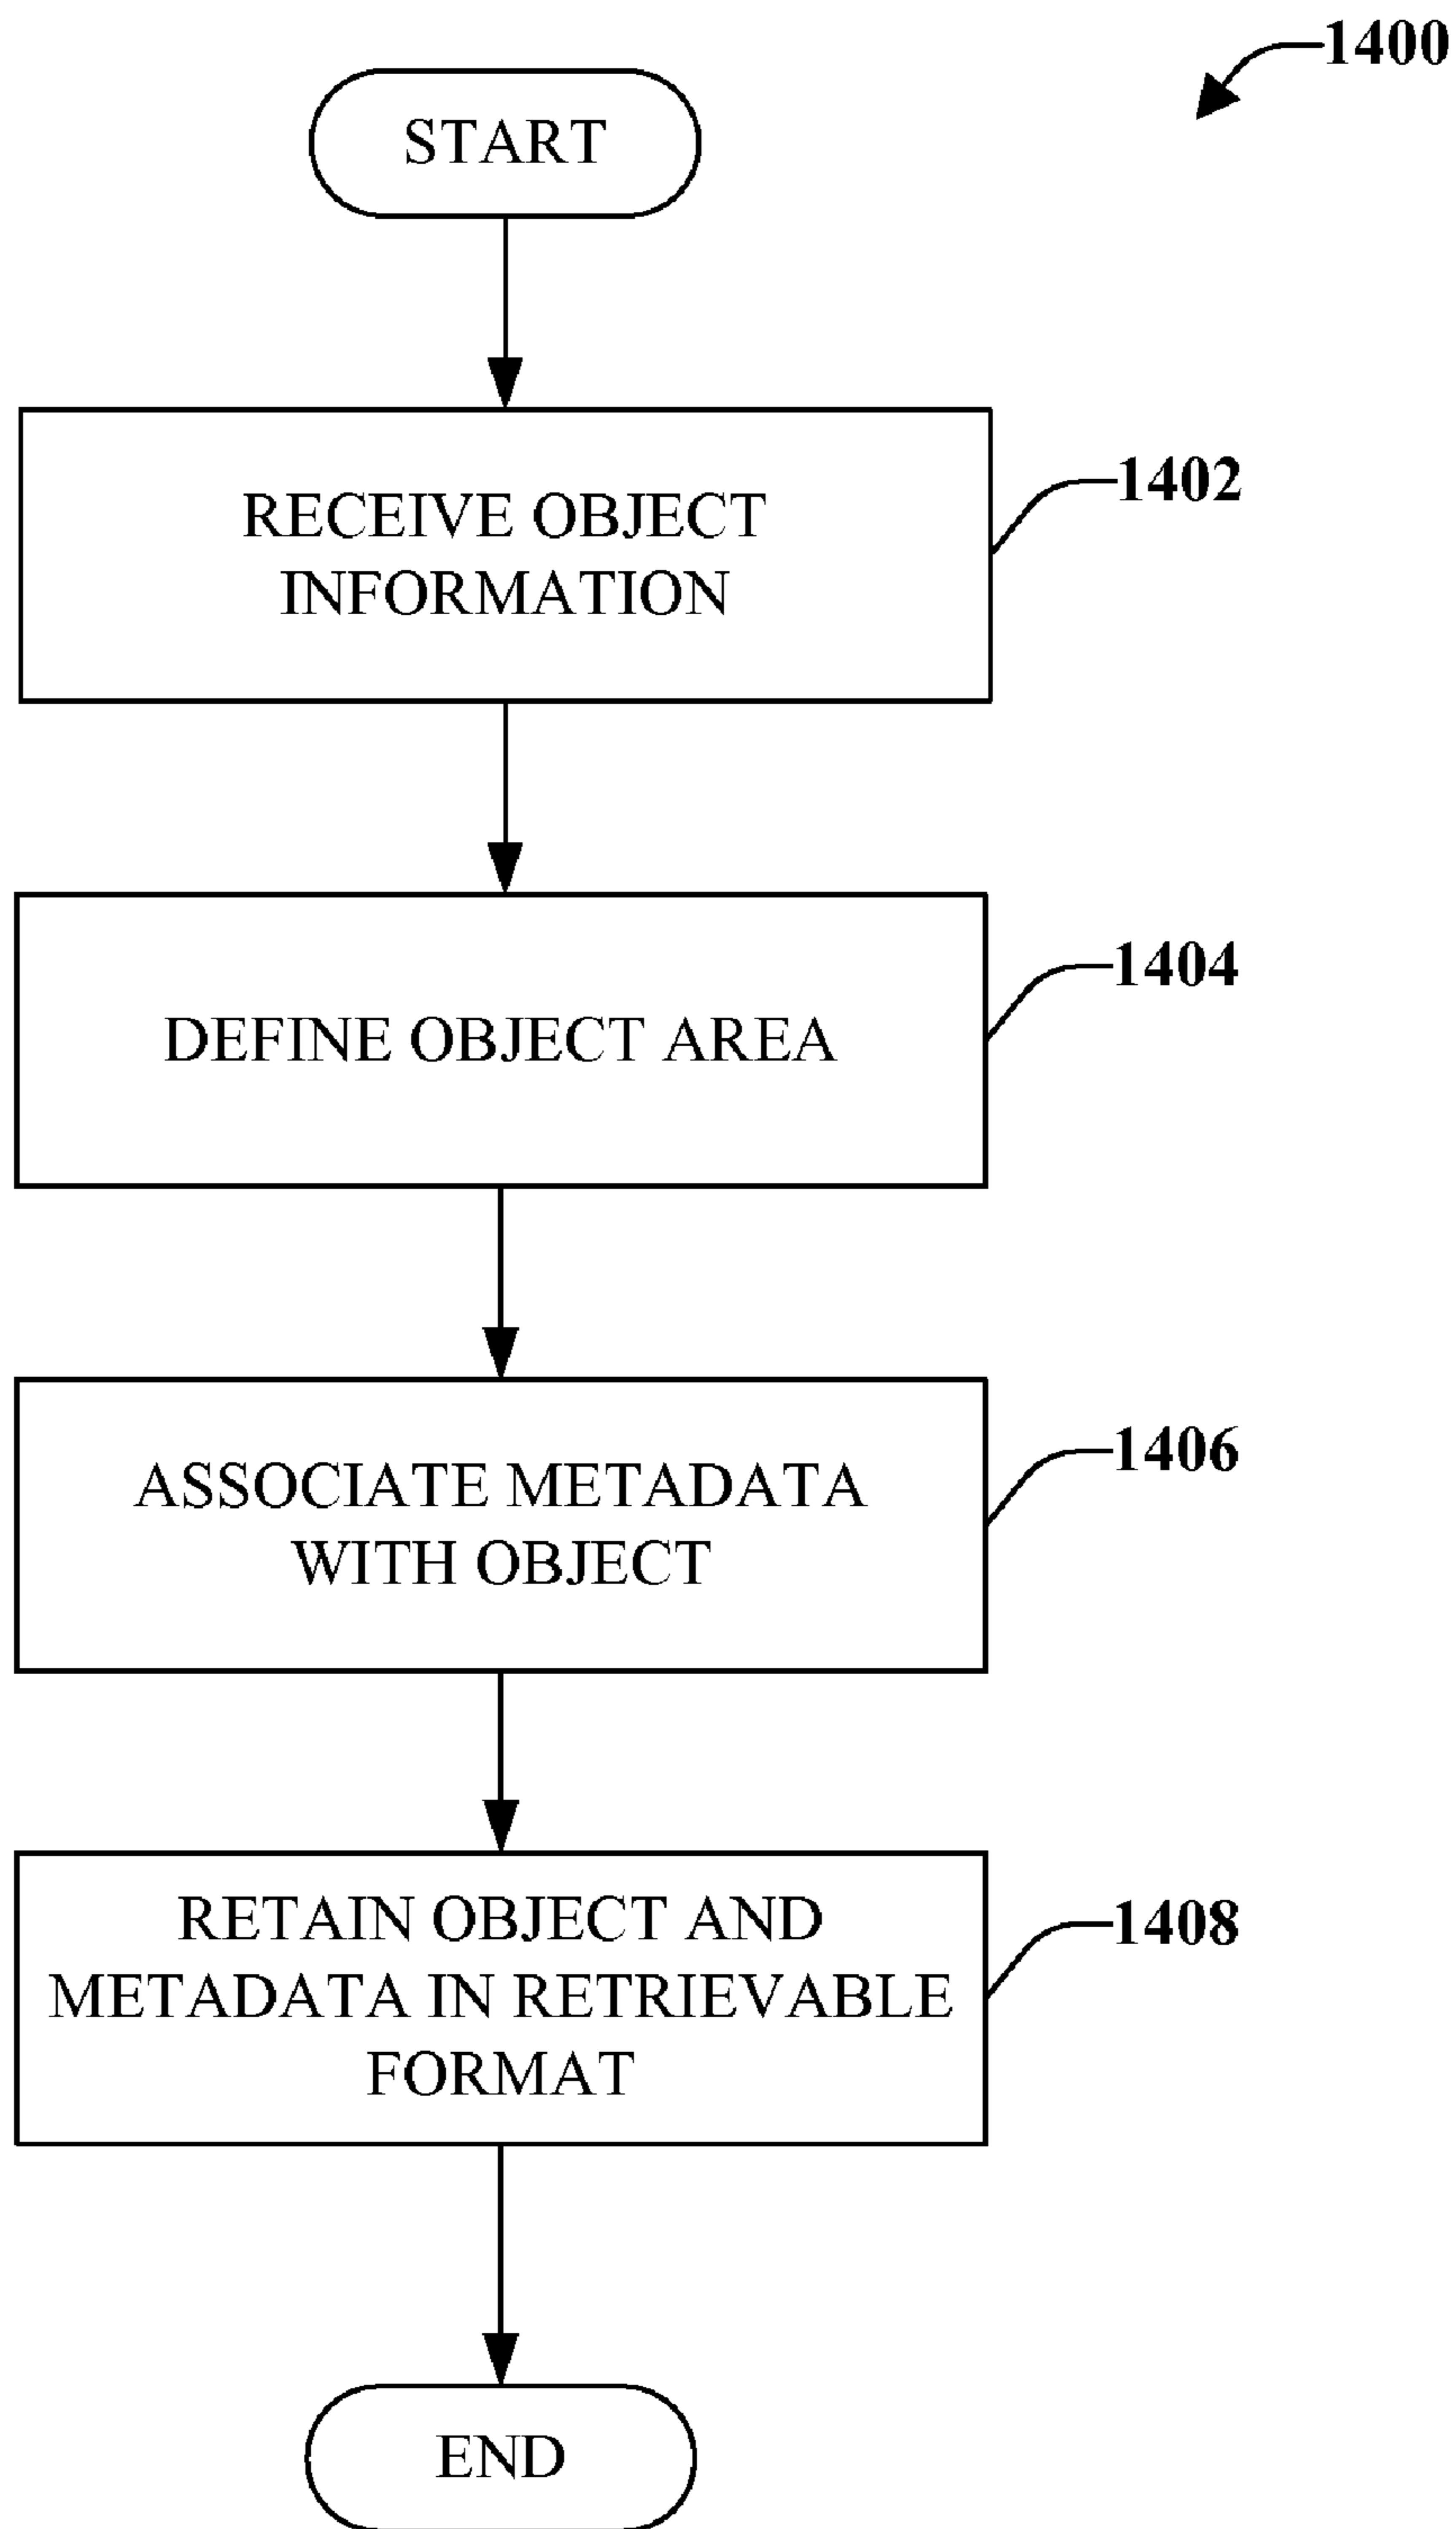 1400
START
RECEIVE OBJECT
INFORMATION
1402
DEFINE OBJECT AREA
1404
ASSOCIATE METADATA
WITH OBJECT
1406
RETAIN OBJECT AND
METADATA IN RETRIEVABLE
FORMAT
1408
END